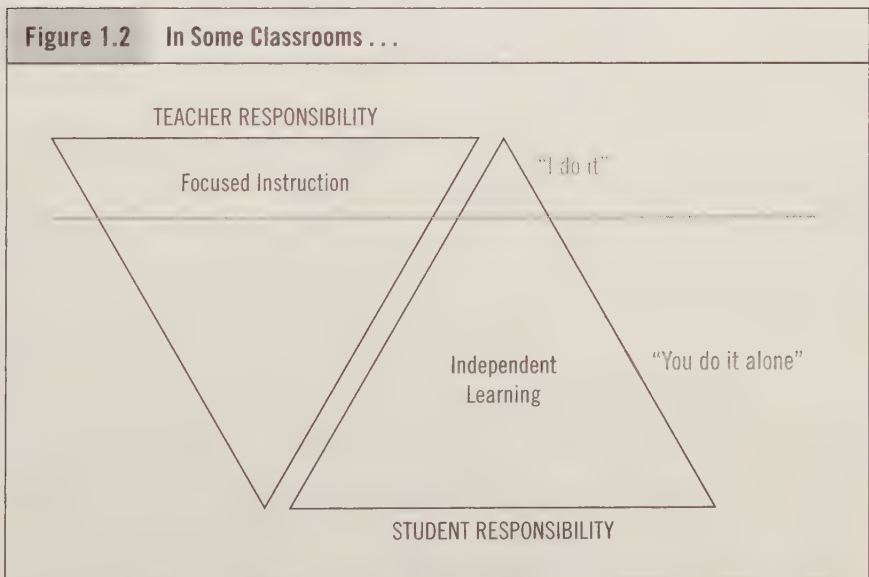 Figure 1.2 In Some Classrooms . . .
TEACHER RESPONSIBILITY
Focused Instruction
"I do it"
Independent
Learning
"You do it alone"
STUDENT RESPONSIBILITY